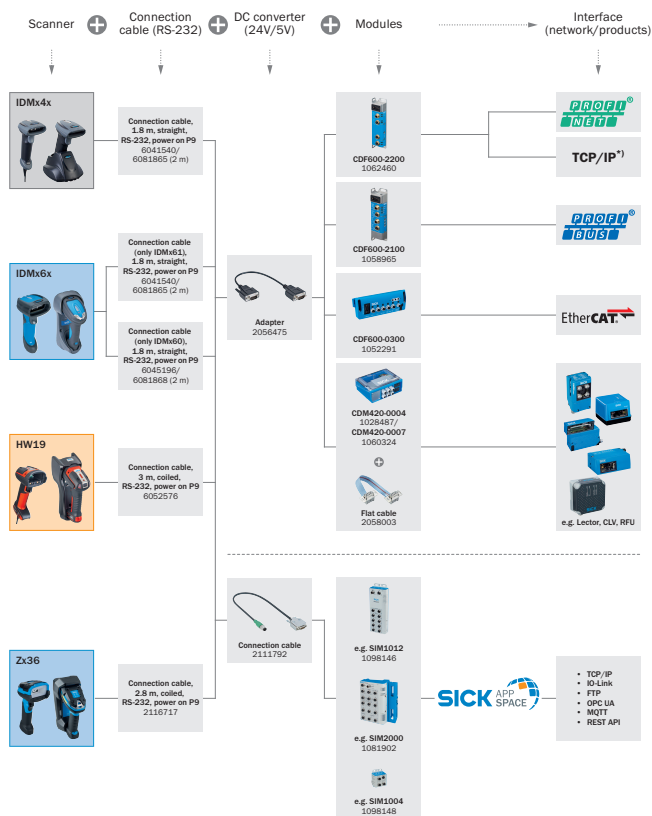 Scanner
Connection
cable (RS-232)
DC converter
(24V/5V)
Modules
Interface
(network/products)
IDMx4x
Connection cable,
1.8 m, straight,
RS-232, power on P9
6041540/
6081865 (2 m)
CDF600-2200
1062460
PROFI
NET®
TCP/IP*)
CDF600-2100
1058965
PROFI
BUS®
IDMx6x
Connection cable
(only IDMx61),
1.8 m, straight,
RS-232, power on P9
6041540/
6081865 (2 m)
Connection cable
(only IDMx60),
1.8 m, straight,
RS-232, power on P9
6045196/
6081868 (2 m)
Adapter
2056475
CDF600-0300
1052291
EtherCAT®
CDM420-0004
1028487/
CDM420-0007
1060324
Flat cable
2058003
e.g. Lector, CLV, RFU
HW19
Connection cable,
3 m, coiled,
RS-232, power on P9
6052576
Connection cable
2111792
e.g. SIM1012
1098146
Zx36
Connection cable,
2.8 m, coiled,
RS-232, power on P9
2116717
e.g. SIM2000
1081902
e.g. SIM1004
1098148
SICK APP
SPACE
• TCP/IP
• IO-Link
• FTP
• OPC UA
• MQTT
• REST API